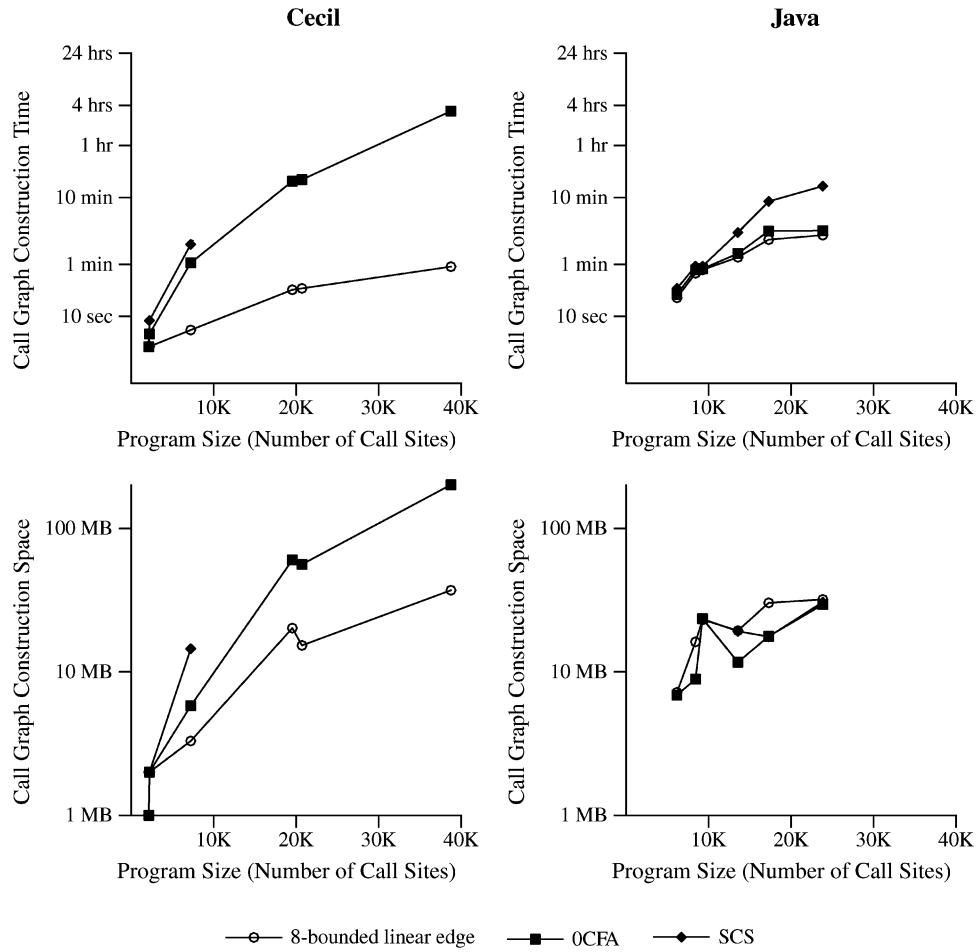 Cecil
Java
24 hrs
4 hrs
1 hr
10 min
1 min
10 sec
Call Graph Construction Time
10K 20K 30K 40K
Program Size (Number of Call Sites)
24 hrs
4 hrs
1 hr
10 min
1 min
10 sec
Call Graph Construction Time
10K 20K 30K 40K
Program Size (Number of Call Sites)
100 MB
10 MB
1 MB
Call Graph Construction Space
10K 20K 30K 40K
Program Size (Number of Call Sites)
100 MB
10 MB
1 MB
Call Graph Construction Space
10K 20K 30K 40K
Program Size (Number of Call Sites)
8-bounded linear edge 0CFA SCS